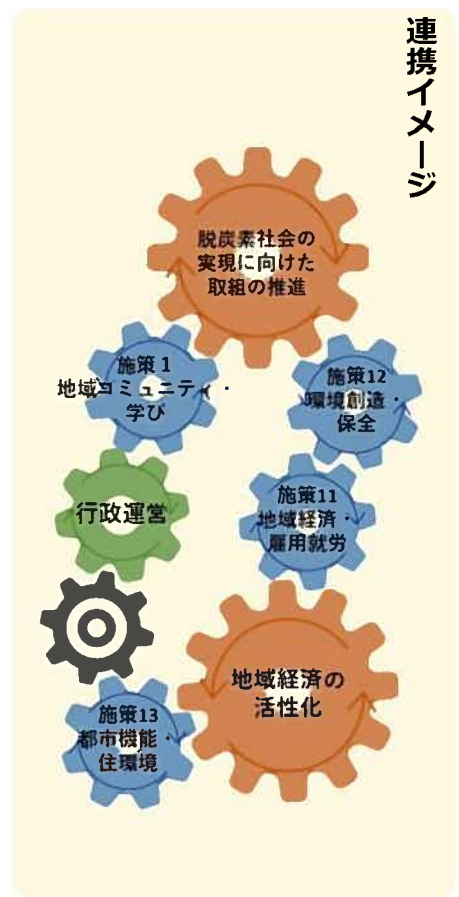 連携イメージ
脱炭素社会の
実現に向けた
取組の推進
施策1
地域コミュニティ・
学び
施策12
環境創造・
保全
行政運営
施策11
地域経済・
雇用就労
地域経済の
活性化
施策13
都市機能・
住環境